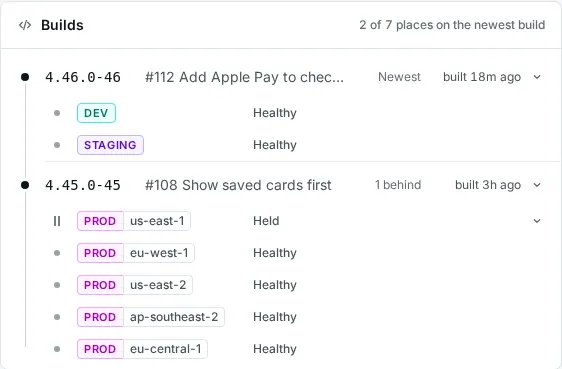 Builds 2 of 7 places on the newest build
4.46.0-46 #112 Add Apple Pay to chec... Newest built 18m ago
DEV Healthy
STAGING Healthy
4.45.0-45 #108 Show saved cards first 1 behind built 3h ago
PROD us-east-1 Held
PROD eu-west-1 Healthy
PROD us-east-2 Healthy
PROD ap-southeast-2 Healthy
PROD eu-central-1 Healthy